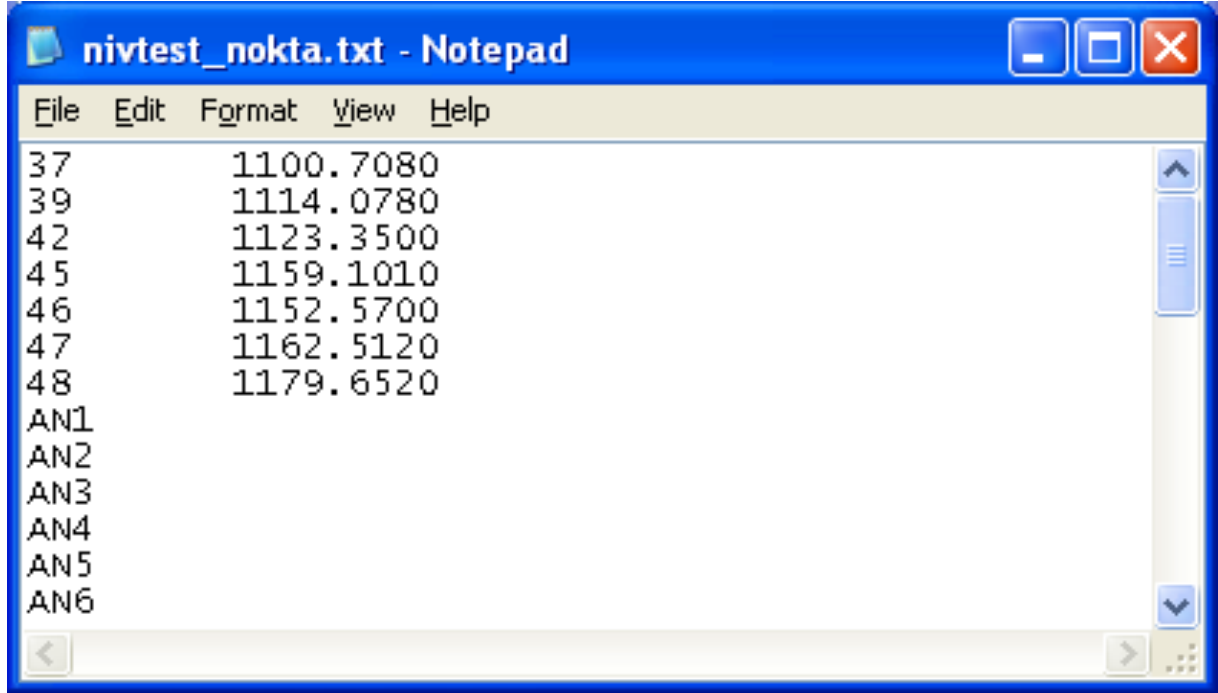 nivtest_nokta.txt - Notepad
File Edit Format View Help
37 1100.7080
39 1114.0780
42 1123.3500
45 1159.1010
46 1152.5700
47 1162.5120
48 1179.6520
AN1
AN2
AN3
AN4
AN5
AN6